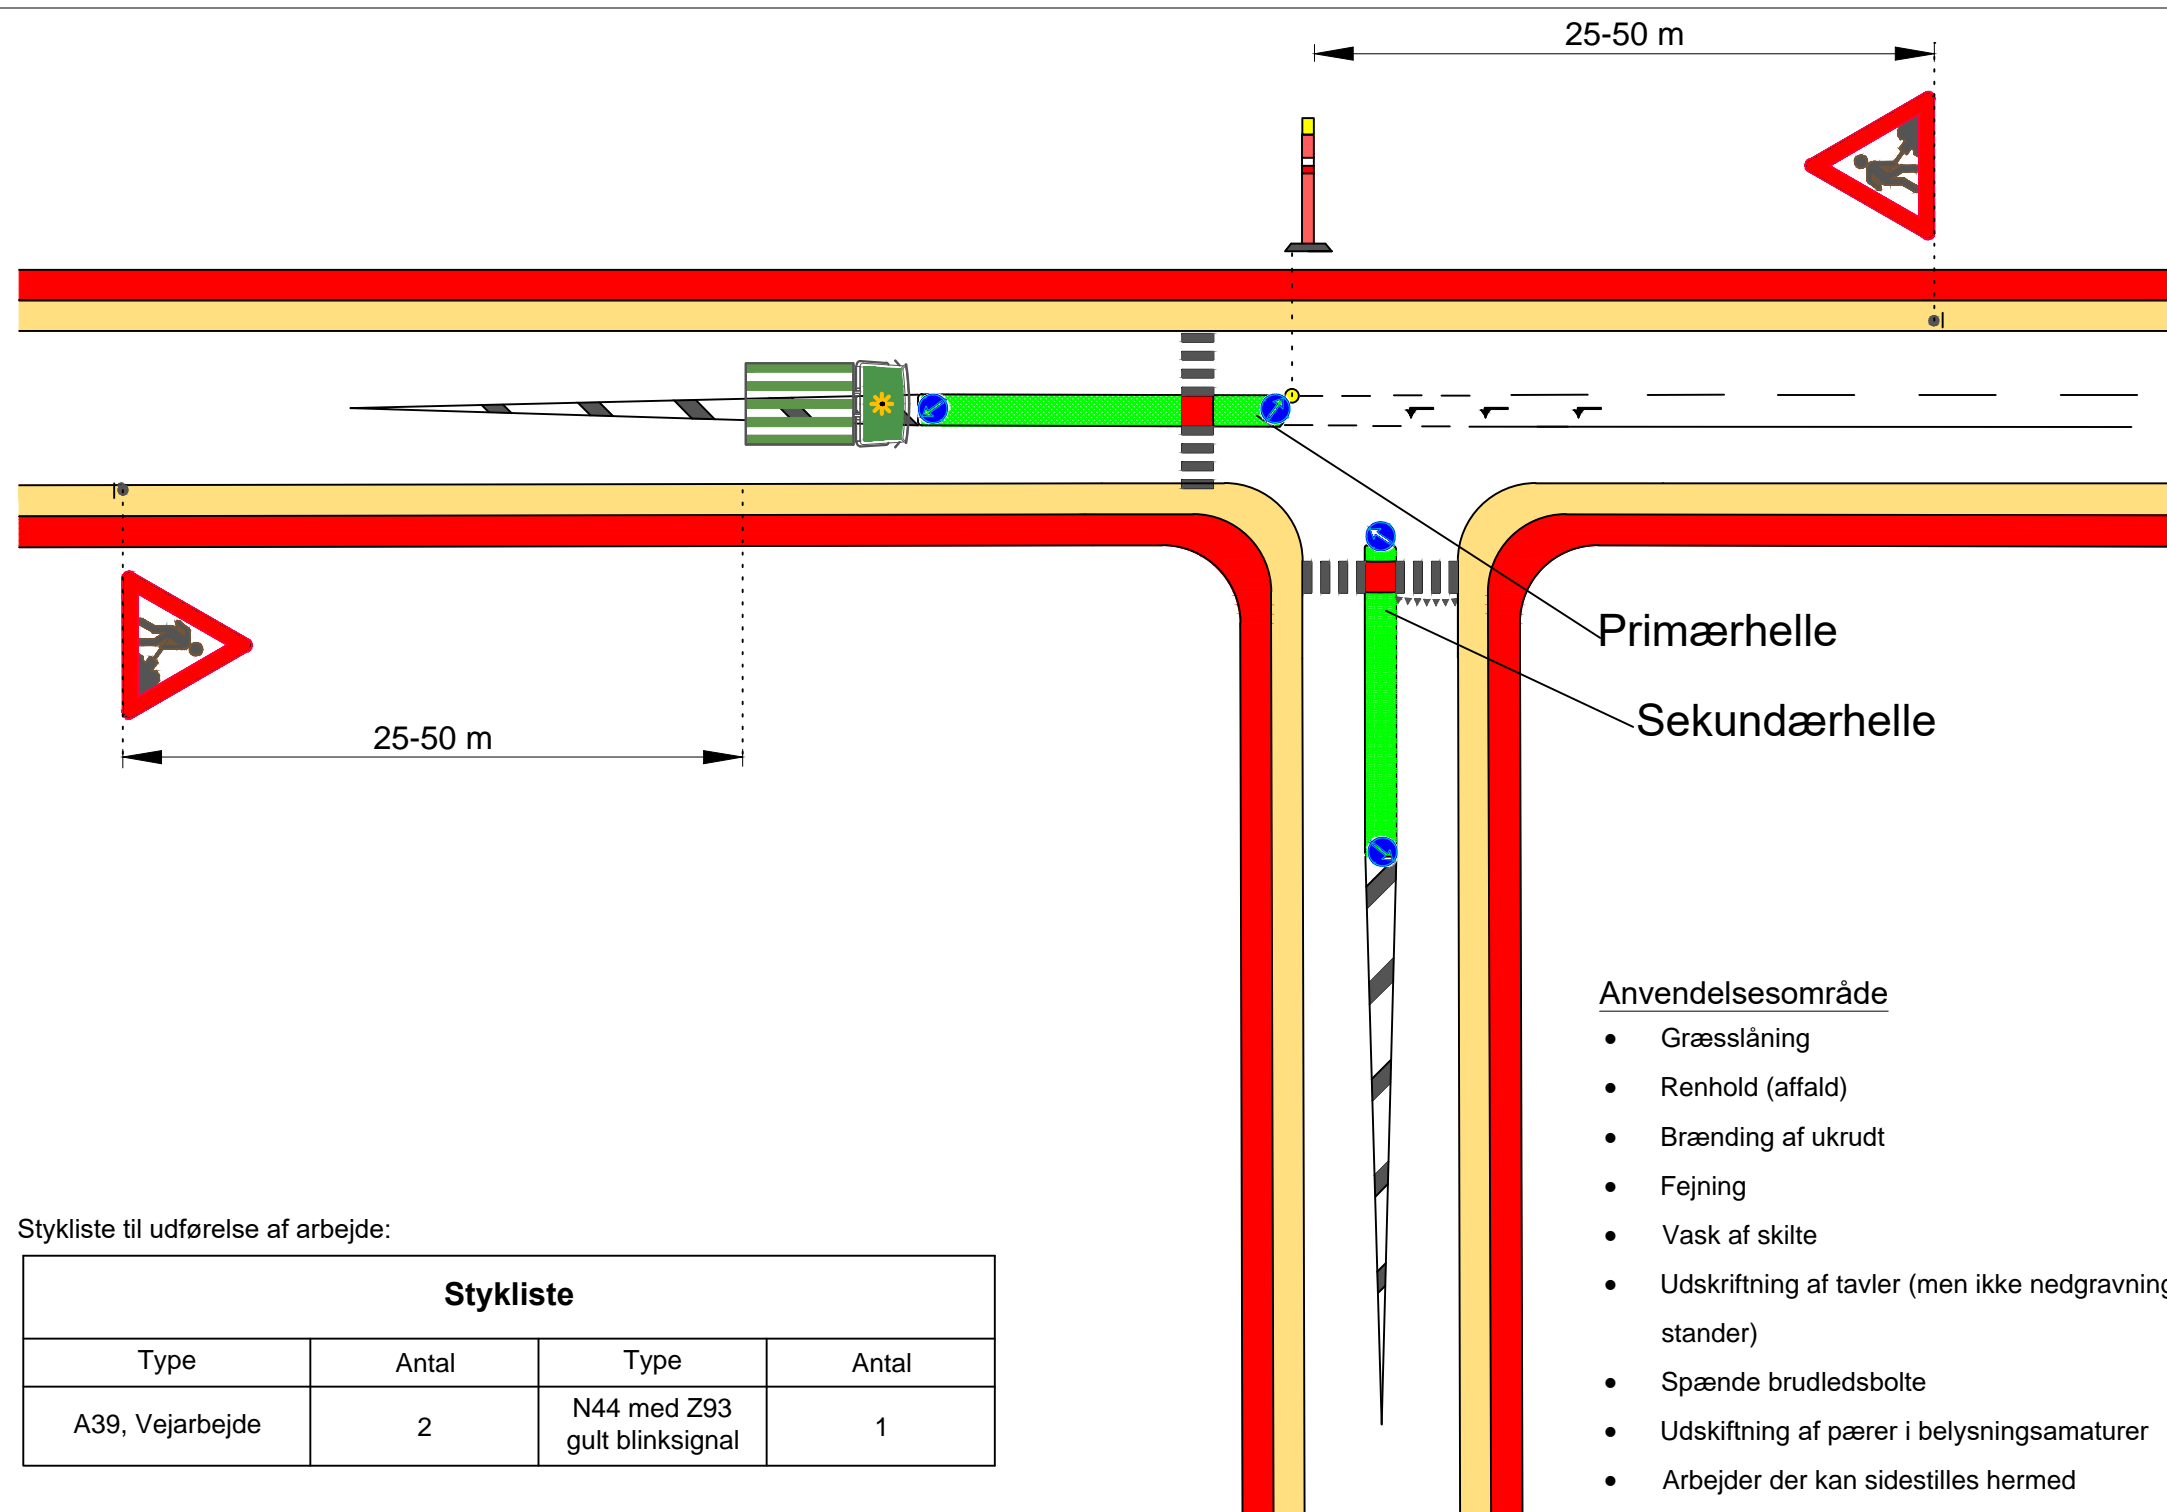 25-50 m
Primærhelle
Sekundærhelle
25-50 m
Anvendelsesområde
• Græsslåning
• Renhold (affald)
• Brænding af ukrudt
• Fejning
• Vask af skilte
• Udskriftning af tavler (men ikke nedgravning
stander)
• Spænde brudledsbolte
• Udskiftning af pærer i belysningsamaturer
• Arbejder der kan sidestilles hermed
Stykliste til udførelse af arbejde:
Stykliste
Type Antal Type Antal
A39, Vejarbejde 2 N44 med Z93 1
gult blinksignal